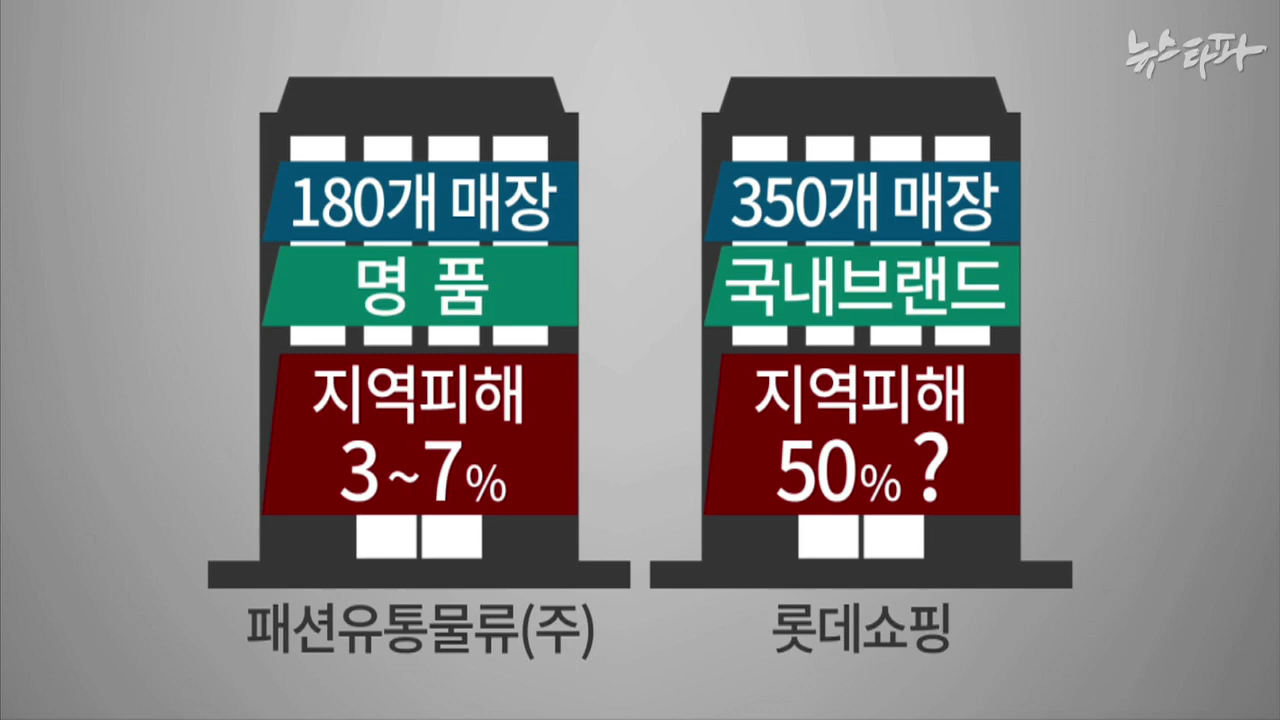 뉴스타파
180개 매장
명 품
지역피해
3~7%
패션유통물류(주)
350개 매장
국내브랜드
지역피해
50% ?
롯데쇼핑